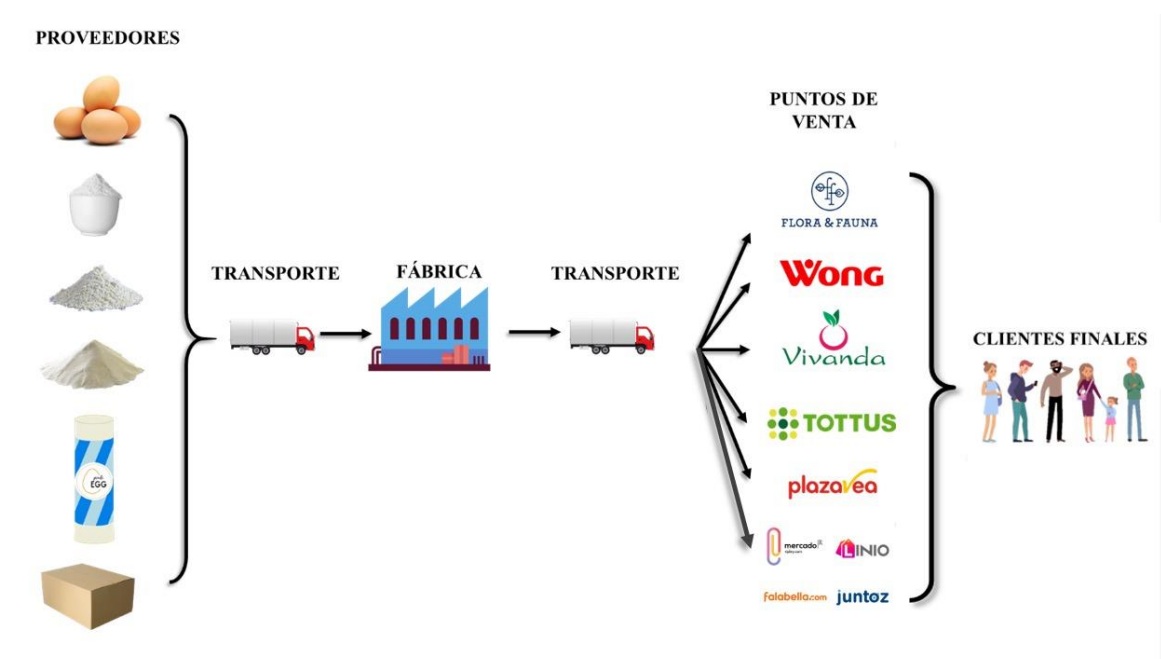 PROVEEDORES
PUNTOS DE
VENTA
FLORA & FAUNA
TRANSPORTE
FÁBRICA
TRANSPORTE
Wong
Vivanda
CLIENTES FINALES
TOTTUS
plazavea
EGG
mercado R
LINIO
falabella.com
juntoz